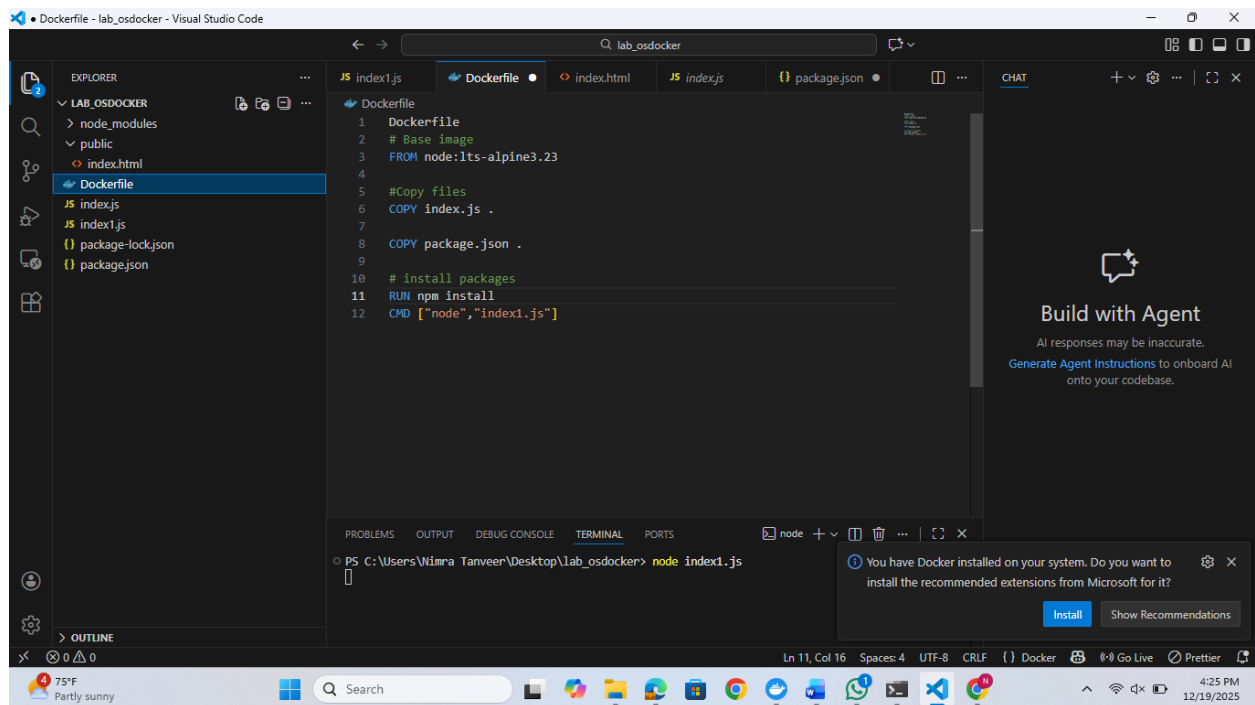 Dockerfile - lab_osdocker - Visual Studio Code
lab_osdocker
EXPLORER
LAB_OSDOCKER
node_modules
public
index.html
Dockerfile
index.js
index1.js
package-lock.json
package.json
OUTLINE
index1.js
Dockerfile
index.html
index.js
package.json
Dockerfile
1 Dockerfile
2 # Base image
3 FROM node:lts-alpine3.23
4
5 #Copy files
6 COPY index.js .
7
8 COPY package.json .
9
10 # install packages
11 RUN npm install
12 CMD ["node","index1.js"]
CHAT
Build with Agent
AI responses may be inaccurate.
Generate Agent Instructions to onboard AI
onto your codebase.
PROBLEMS OUTPUT DEBUG CONSOLE TERMINAL PORTS
node
PS C:\Users\Nimra Tanveer\Desktop\lab_osdocker> node index1.js
You have Docker installed on your system. Do you want to
install the recommended extensions from Microsoft for it?
Install
Show Recommendations
0 0
Ln 11, Col 16 Spaces: 4 UTF-8 CRLF {} Docker Go Live Prettier
75°F
Partly sunny
Search
4:25 PM
12/19/2025